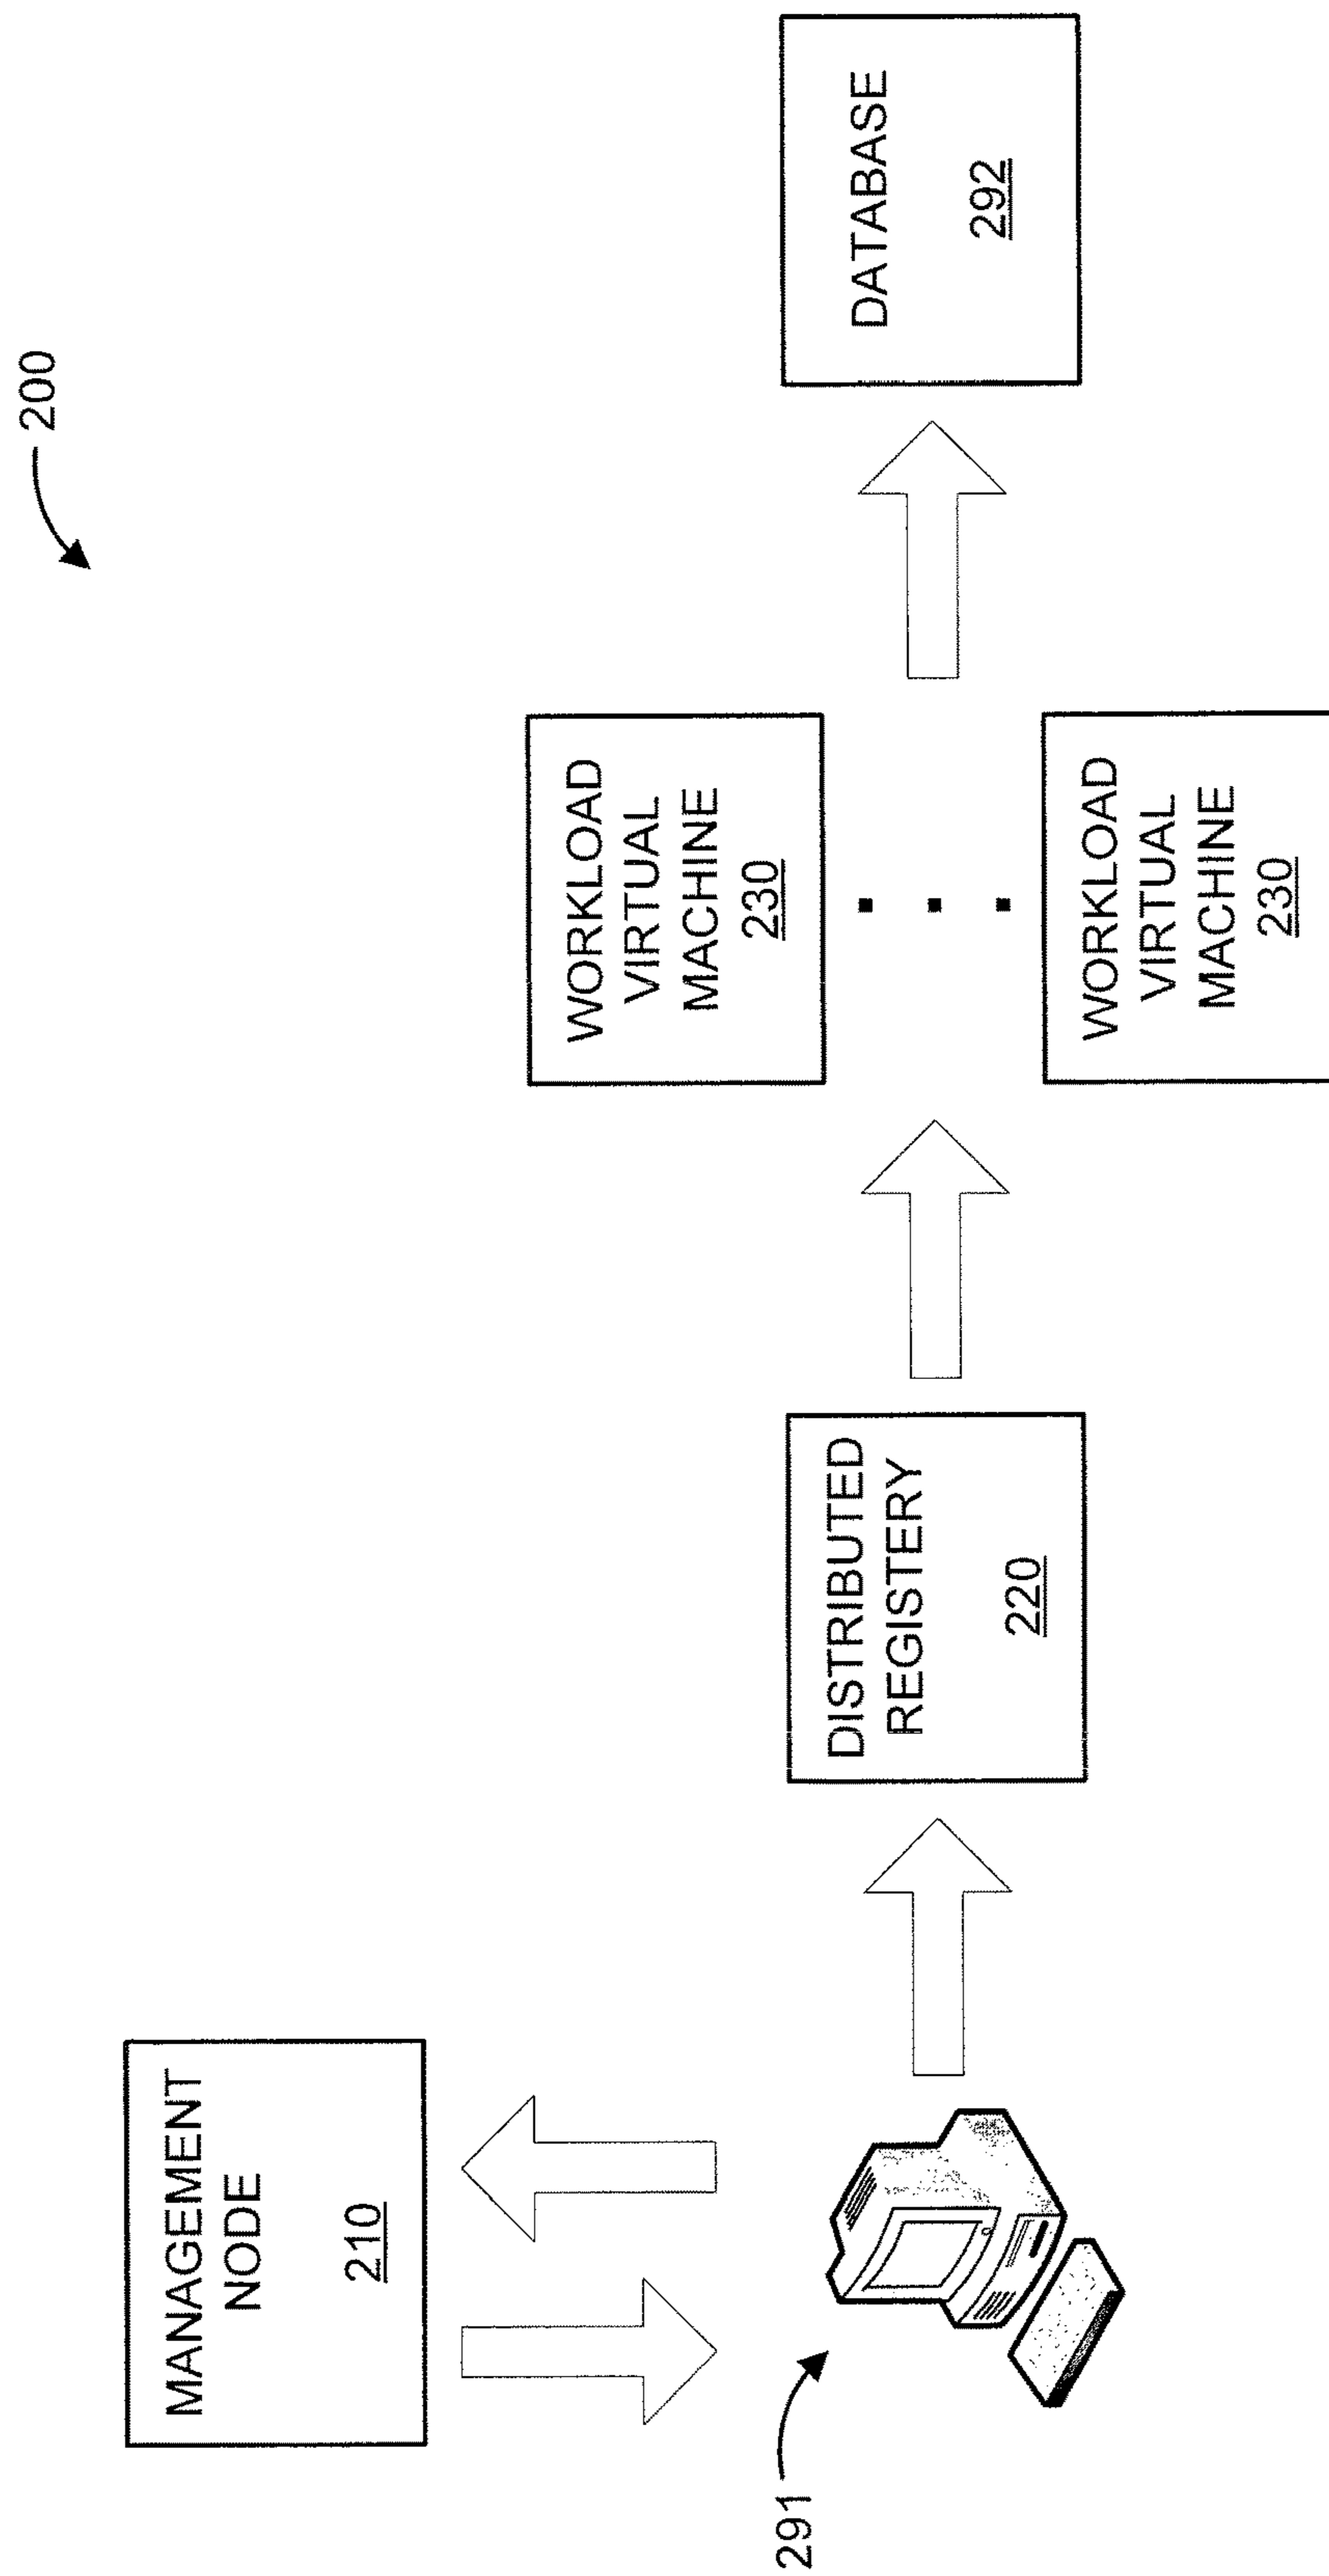 200
MANAGEMENT
NODE
210
291
DISTRIBUTED
REGISTERY
220
WORKLOAD
VIRTUAL
MACHINE
230
WORKLOAD
VIRTUAL
MACHINE
230
DATABASE
292